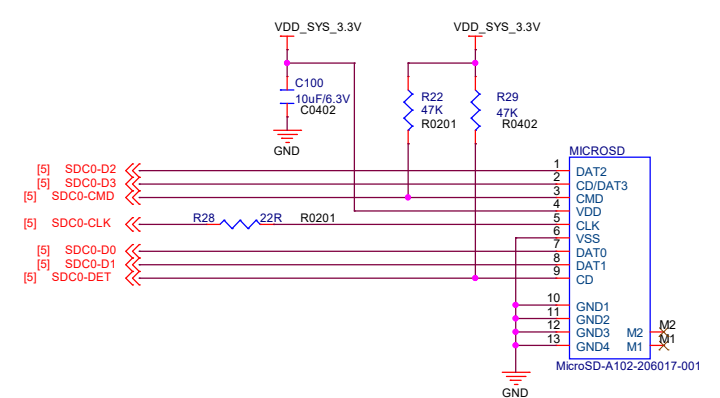 VDD_SYS_3.3V
VDD_SYS_3.3V
C100
10uF/6.3V
C0402
GND
R22
47K
R0201
R29
47K
R0402
MICROSD
[5] SDC0-D2 1 DAT2
[5] SDC0-D3 2 CD/DAT3
[5] SDC0-CMD 3 CMD
4 VDD
[5] SDC0-CLK R28 22R R0201 5 CLK
6 VSS
[5] SDC0-D0 7 DAT0
[5] SDC0-D1 8 DAT1
[5] SDC0-DET 9 CD
10 GND1
11 GND2
12 GND3 M2 M2
13 GND4 M1 M1
MicroSD-A102-206017-001
GND